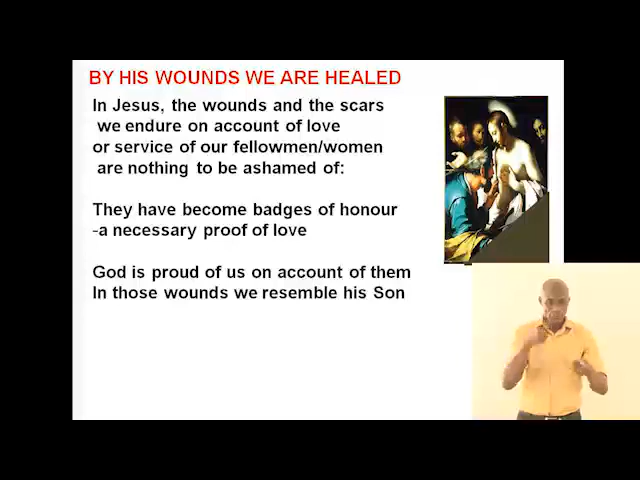 BY HIS WOUNDS WE ARE HEALED
In Jesus, the wounds and the scars
we endure on account of love
or service of our fellowmen/women
are nothing to be ashamed of:
They have become badges of honour
-a necessary proof of love
God is proud of us on account of them
In those wounds we resemble his Son